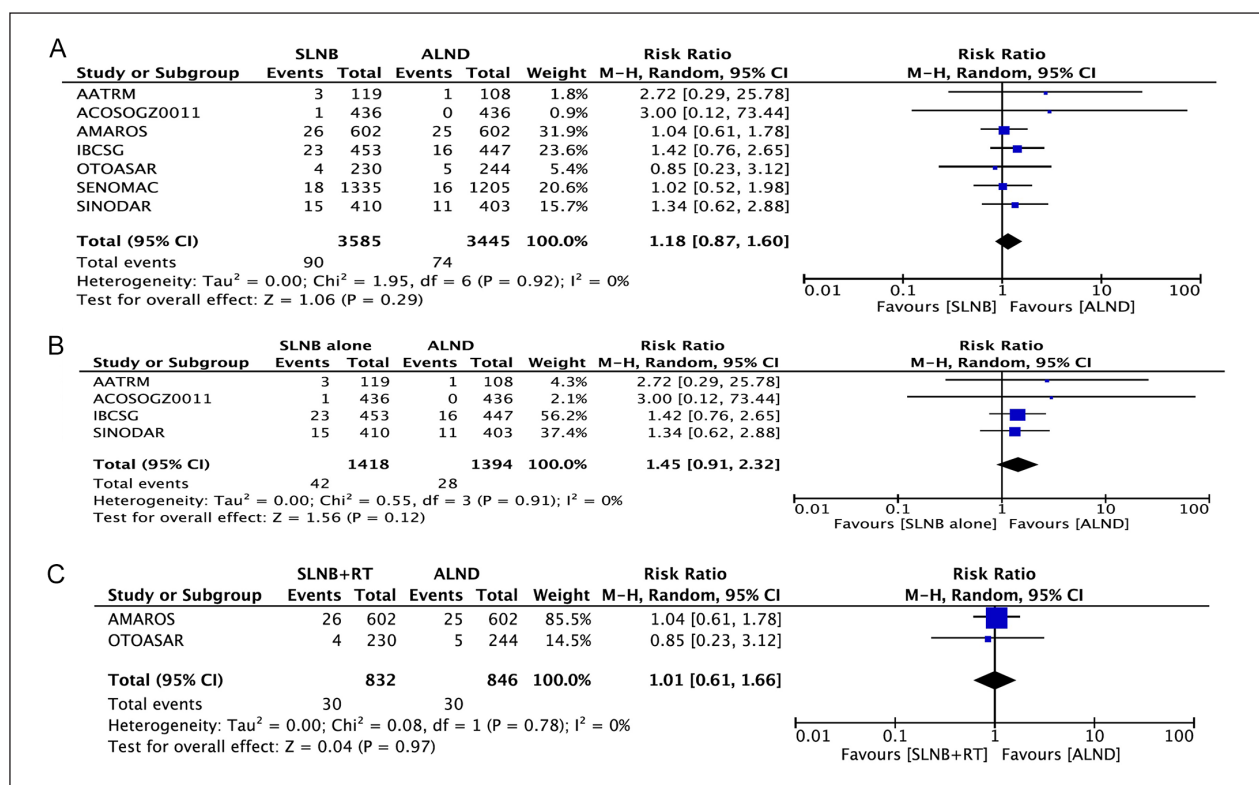 A
SLNB ALND Risk Ratio Risk Ratio
Study or Subgroup Events Total Events Total Weight M-H, Random, 95% CI M-H, Random, 95% CI
AATRM 3 119 1 108 1.8% 2.72 [0.29, 25.78]
ACOSOGZ0011 1 436 0 436 0.9% 3.00 [0.12, 73.44]
AMAROS 26 602 25 602 31.9% 1.04 [0.61, 1.78]
IBCSG 23 453 16 447 23.6% 1.42 [0.76, 2.65]
OTOASAR 4 230 5 244 5.4% 0.85 [0.23, 3.12]
SENOMAC 18 1335 16 1205 20.6% 1.02 [0.52, 1.98]
SINODAR 15 410 11 403 15.7% 1.34 [0.62, 2.88]
Total (95% CI) 3585 3445 100.0% 1.18 [0.87, 1.60]
Total events 90 74
Heterogeneity: Tau² = 0.00; Chi² = 1.95, df = 6 (P = 0.92); I² = 0%
Test for overall effect: Z = 1.06 (P = 0.29)
0.01 0.1 1 10 100
Favours [SLNB] Favours [ALND]
B
SLNB alone ALND Risk Ratio Risk Ratio
Study or Subgroup Events Total Events Total Weight M-H, Random, 95% CI M-H, Random, 95% CI
AATRM 3 119 1 108 4.3% 2.72 [0.29, 25.78]
ACOSOGZ0011 1 436 0 436 2.1% 3.00 [0.12, 73.44]
IBCSG 23 453 16 447 56.2% 1.42 [0.76, 2.65]
SINODAR 15 410 11 403 37.4% 1.34 [0.62, 2.88]
Total (95% CI) 1418 1394 100.0% 1.45 [0.91, 2.32]
Total events 42 28
Heterogeneity: Tau² = 0.00; Chi² = 0.55, df = 3 (P = 0.91); I² = 0%
Test for overall effect: Z = 1.56 (P = 0.12)
0.01 0.1 1 10 100
Favours [SLNB alone] Favours [ALND]
C
SLNB+RT ALND Risk Ratio Risk Ratio
Study or Subgroup Events Total Events Total Weight M-H, Random, 95% CI M-H, Random, 95% CI
AMAROS 26 602 25 602 85.5% 1.04 [0.61, 1.78]
OTOASAR 4 230 5 244 14.5% 0.85 [0.23, 3.12]
Total (95% CI) 832 846 100.0% 1.01 [0.61, 1.66]
Total events 30 30
Heterogeneity: Tau² = 0.00; Chi² = 0.08, df = 1 (P = 0.78); I² = 0%
Test for overall effect: Z = 0.04 (P = 0.97)
0.01 0.1 1 10 100
Favours [SLNB+RT] Favours [ALND]